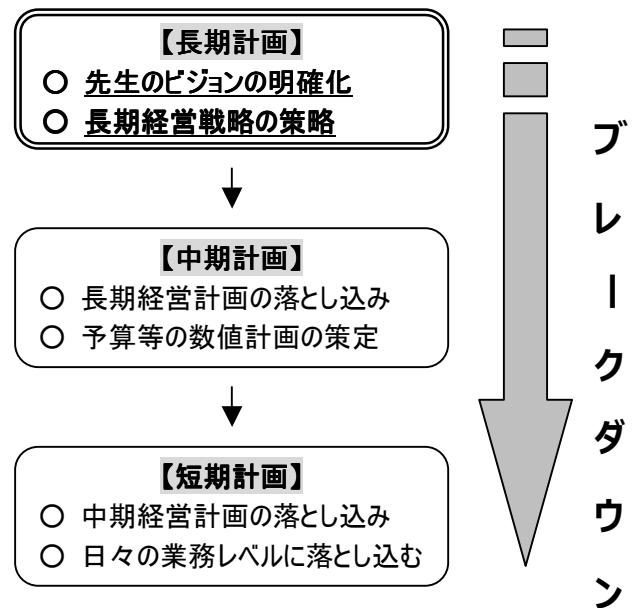 【長期計画】
○ 先生のビジョンの明確化
○ 長期経営戦略の策略
【中期計画】
○ 長期経営計画の落とし込み
○ 予算等の数値計画の策定
【短期計画】
○ 中期経営計画の落とし込み
○ 日々の業務レベルに落とし込む
ブレークダウン